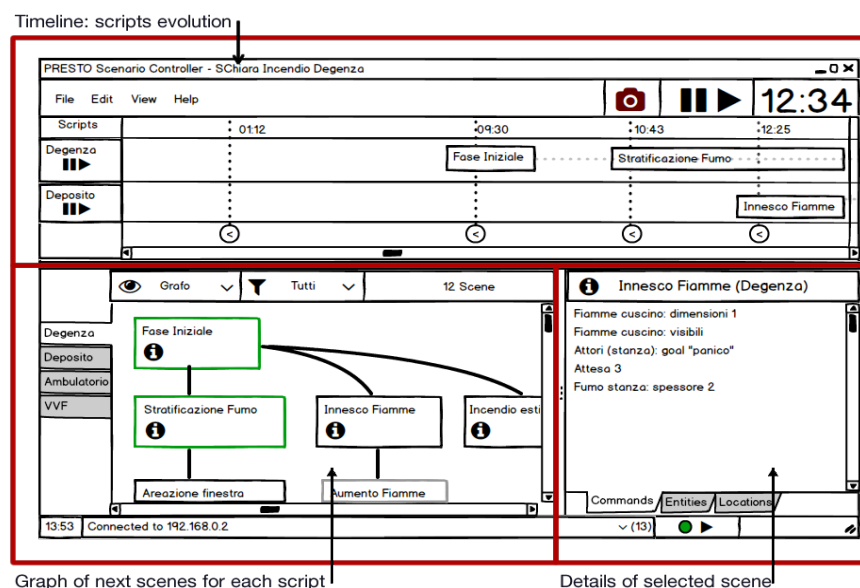 Timeline: scripts evolution
PRESTO Scenario Controller - SChiara Incendio Degenza
File Edit View Help
12:34
Scripts
01:12
09:30
10:43
12:25
Degenza
Fase Iniziale
Stratificazione Fumo
Deposito
Innesco Fiamme
< < < <
Grafo
Tutti
12 Scene
Innesco Fiamme (Degenza)
Degenza
Deposito
Ambulatorio
VVF
Fase Iniziale
Stratificazione Fumo
Innesco Fiamme
Incendio esti
Areazione finestra
Aumento Fiamme
Fiamme cuscino: dimensioni 1
Fiamme cuscino: visibili
Attori (stanza): goal "panico"
Attesa 3
Fumo stanza: spessore 2
Commands Entities Locations
13:53 Connected to 192.168.0.2
(13)
Graph of next scenes for each script
Details of selected scene